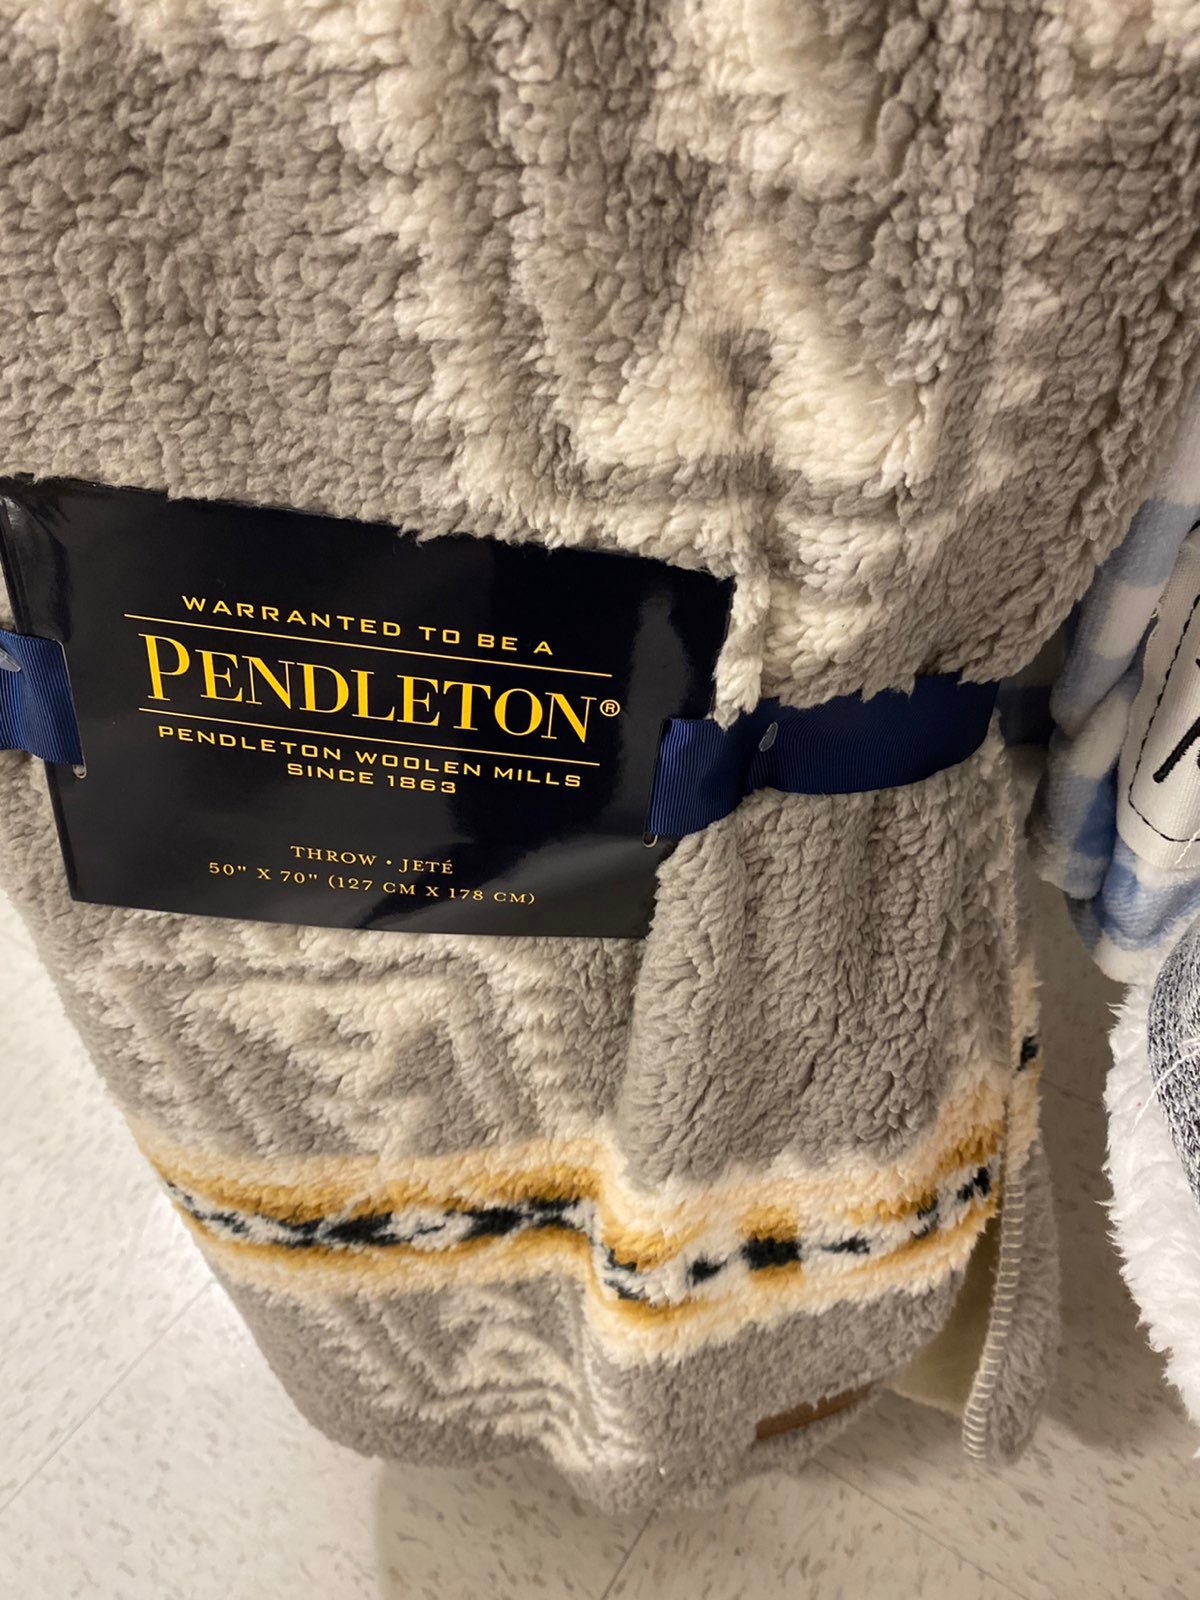 WARRANTED TO BE A
PENDLETON®
PENDLETON WOOLEN MILLS
SINCE 1863
THROW • JETÉ
50" X 70" (127 CM X 178 CM)